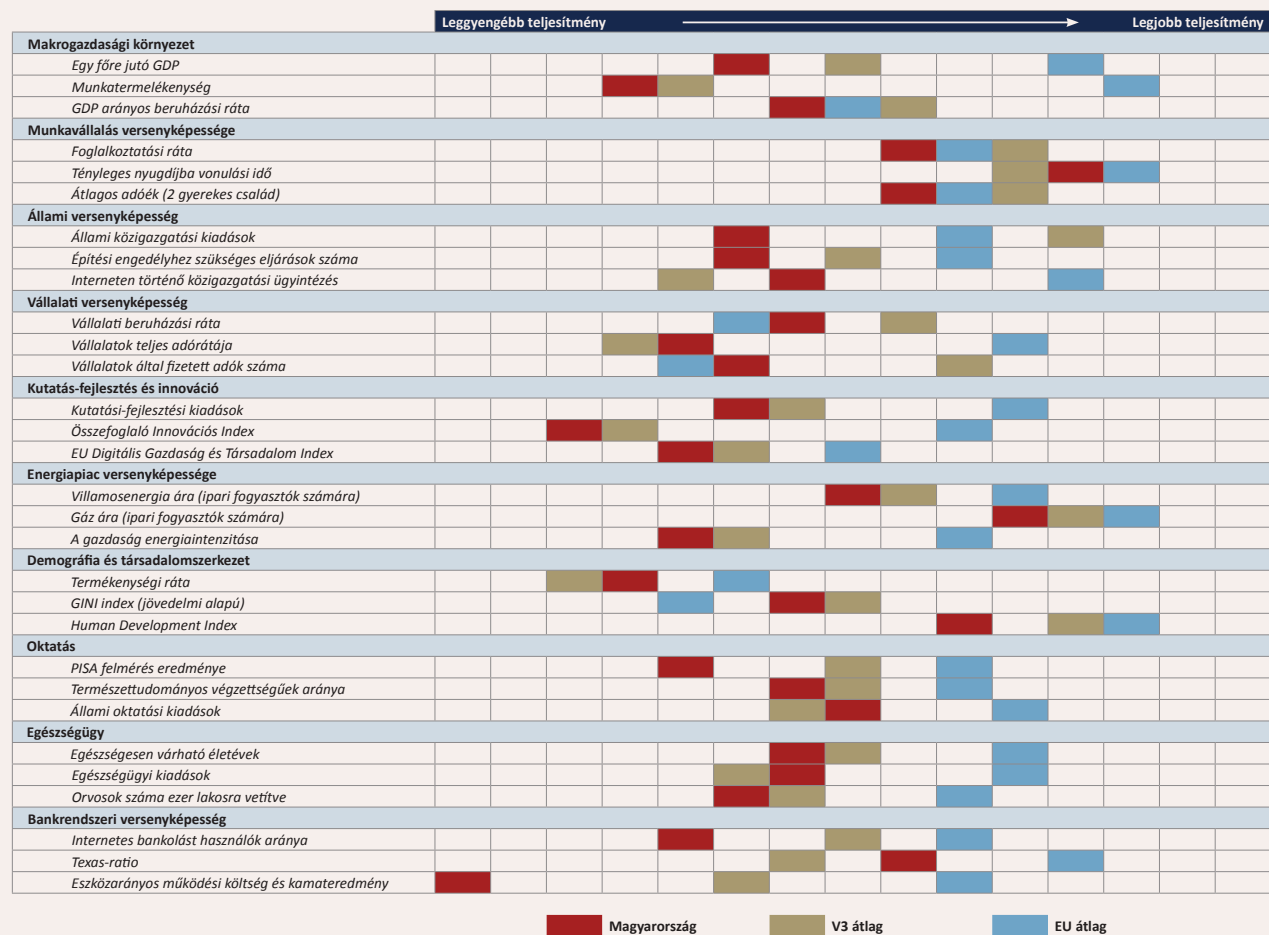 Leggyengébb teljesítmény Legjobb teljesítmény
Makrogazdasági környezet
Egy főre jutó GDP
Munkatermelékenység
GDP arányos beruházási ráta
Munkavállalás versenyképessége
Foglalkoztatási ráta
Tényleges nyugdíjba vonulási idő
Átlagos adóék (2 gyerekes család)
Állami versenyképesség
Állami közigazgatási kiadások
Építési engedélyhez szükséges eljárások száma
Interneten történő közigazgatási ügyintézés
Vállalati versenyképesség
Vállalati beruházási ráta
Vállalatok teljes adórátája
Vállalatok által fizetett adók száma
Kutatás-fejlesztés és innováció
Kutatási-fejlesztési kiadások
Összefoglaló Innovációs Index
EU Digitális Gazdaság és Társadalom Index
Energiapiac versenyképessége
Villamosenergia ára (ipari fogyasztók számára)
Gáz ára (ipari fogyasztók számára)
A gazdaság energiaintenzitása
Demográfia és társadalomszerkezet
Termékenységi ráta
GINI index (jövedelmi alapú)
Human Development Index
Oktatás
PISA felmérés eredménye
Természettudományos végzettségűek aránya
Állami oktatási kiadások
Egészségügy
Egészségesen várható életévek
Egészségügyi kiadások
Orvosok száma ezer lakosra vetítve
Bankrendszeri versenyképesség
Internetes bankolást használók aránya
Texas-ratio
Eszközarányos működési költség és kamateredmény
Magyarország V3 átlag EU átlag